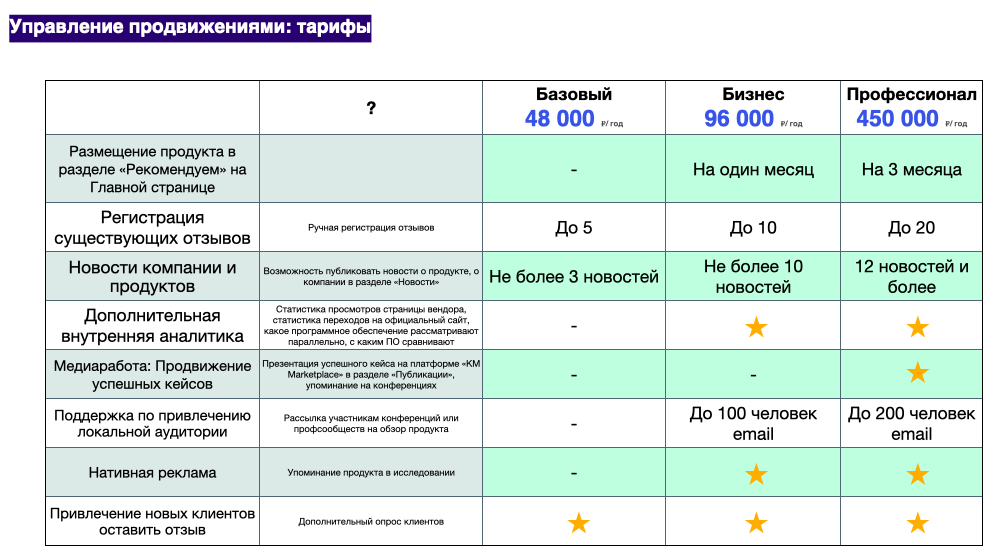 Управление продвижениями: тарифы
?
Базовый
48 000 ₽/ год
Бизнес
96 000 ₽/ год
Профессионал
450 000 ₽/ год
Размещение продукта в
разделе «Рекомендуем» на
Главной странице
-
На один месяц
На 3 месяца
Регистрация
существующих отзывов
Ручная регистрация отзывов
До 5
До 10
До 20
Новости компании и
продуктов
Возможность публиковать новости о продукте, о
компании в разделе «Новости»
Не более 3 новостей
Не более 10
новостей
12 новостей и
более
Дополнительная
внутренняя аналитика
Статистика просмотров страницы вендора,
статистика переходов на официальный сайт,
какое программное обеспечение рассматривают
параллельно, с каким ПО сравнивают
-
Медиаработа: Продвижение
успешных кейсов
Презентация успешного кейса на платформе «KM
Marketplace» в разделе «Публикации»,
упоминание на конференциях
-
-
Поддержка по привлечению
локальной аудитории
Рассылка участникам конференций или
профсообществ на обзор продукта
-
До 100 человек
email
До 200 человек
email
Нативная реклама
Упоминание продукта в исследовании
-
Привлечение новых клиентов
оставить отзыв
Дополнительный опрос клиентов